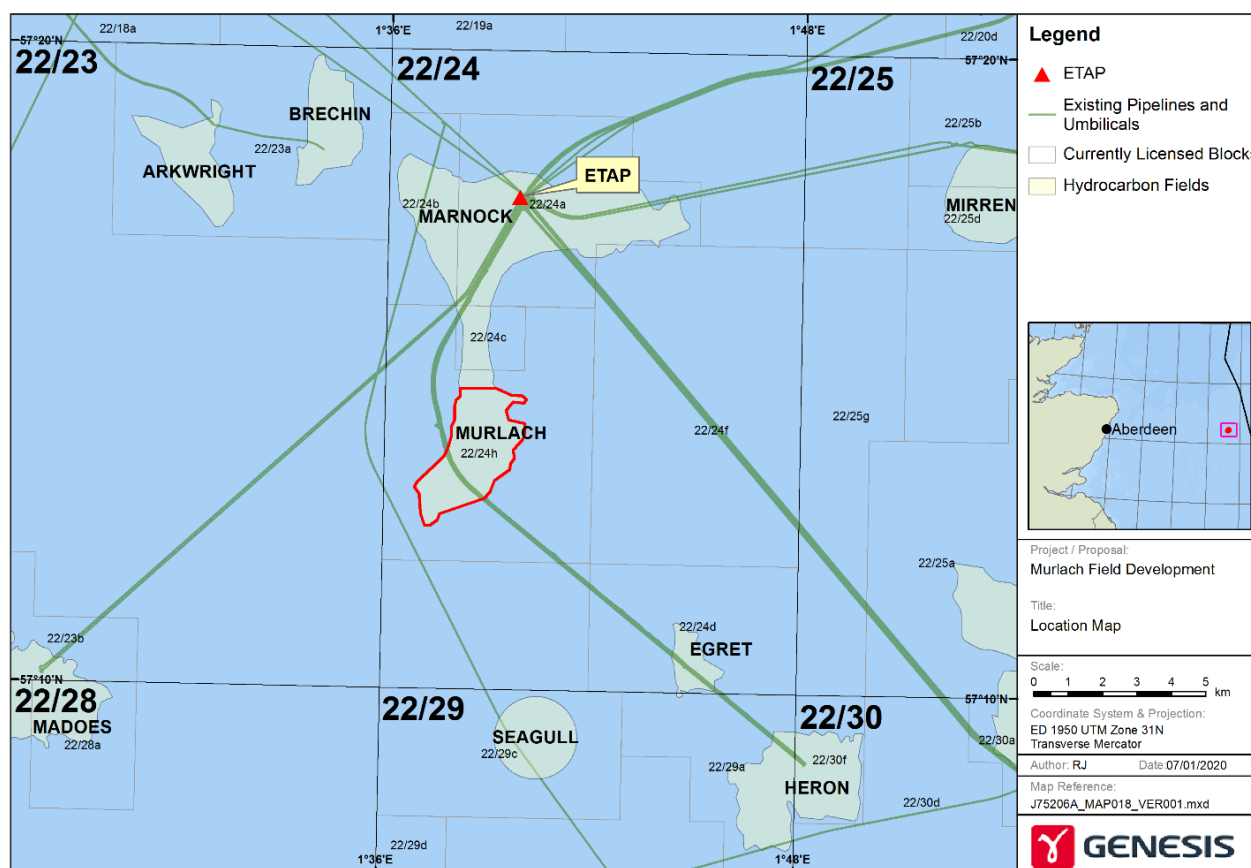 22/18a
1°36'E
22/19a
1°48'E
22/20d
57°20'N
57°20'N
22/23
22/24
22/25
BRECHIN
22/23a
22/25b
ARKWRIGHT
ETAP
22/24b
22/24a
MARNOCK
MIRREN
22/25d
22/24c
MURLACH
22/24h
22/24f
22/25g
22/25a
22/24d
22/23b
EGRET
57°10'N
57°10'N
22/28
22/29
22/30
MADOES
22/28a
SEAGULL
22/29c
22/30a
22/29a
22/30f
HERON
22/30d
22/29d
1°36'E
1°48'E
Legend
ETAP
Existing Pipelines and
Umbilicals
Currently Licensed Blocks
Hydrocarbon Fields
Aberdeen
Project / Proposal:
Murlach Field Development
Title:
Location Map
Scale:
0 1 2 3 4 5
km
Coordinate System & Projection:
ED 1950 UTM Zone 31N
Transverse Mercator
Author: RJ Date:07/01/2020
Map Reference:
J75206A_MAP018_VER001.mxd
GENESIS